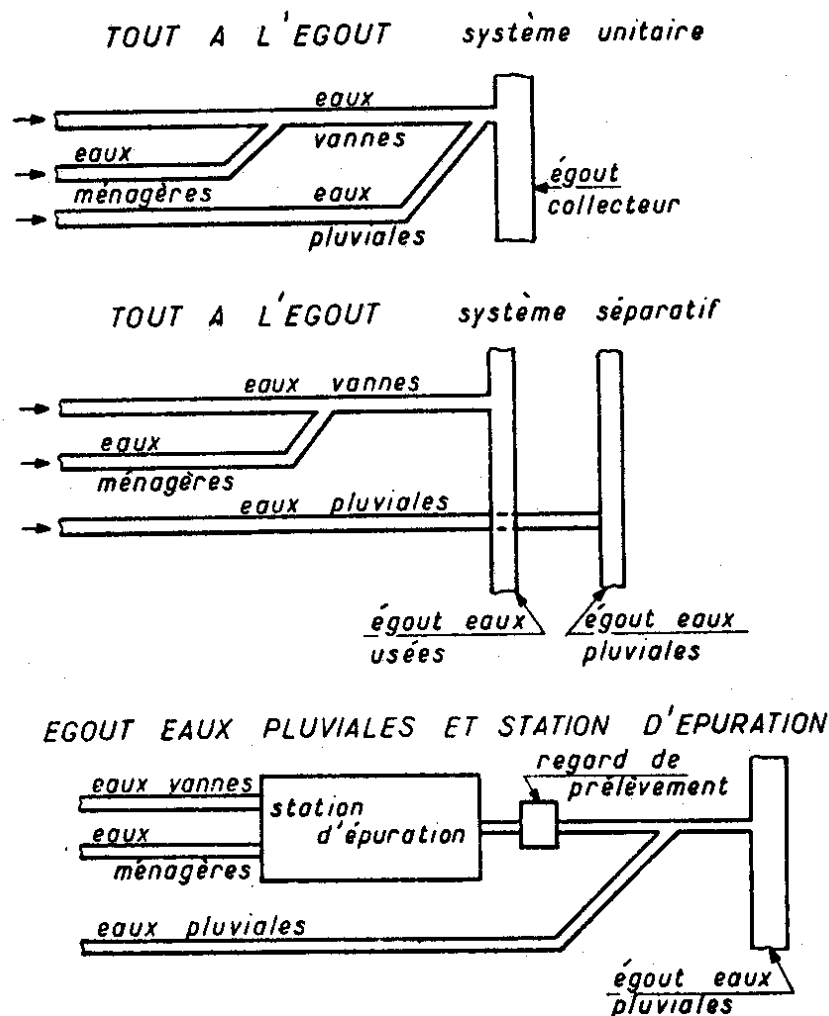 TOUT A L'EGOUT système unitaire
eaux
vannes
eaux
ménagères
eaux
pluviales
égout
collecteur
TOUT A L'EGOUT système séparatif
eaux vannes
eaux
ménagères
eaux pluviales
égout eaux
usées
égout eaux
pluviales
EGOUT EAUX PLUVIALES ET STATION D'EPURATION
regard de
prélèvement
eaux vannes
station
d'épuration
eaux
ménagères
eaux pluviales
égout eaux
pluviales